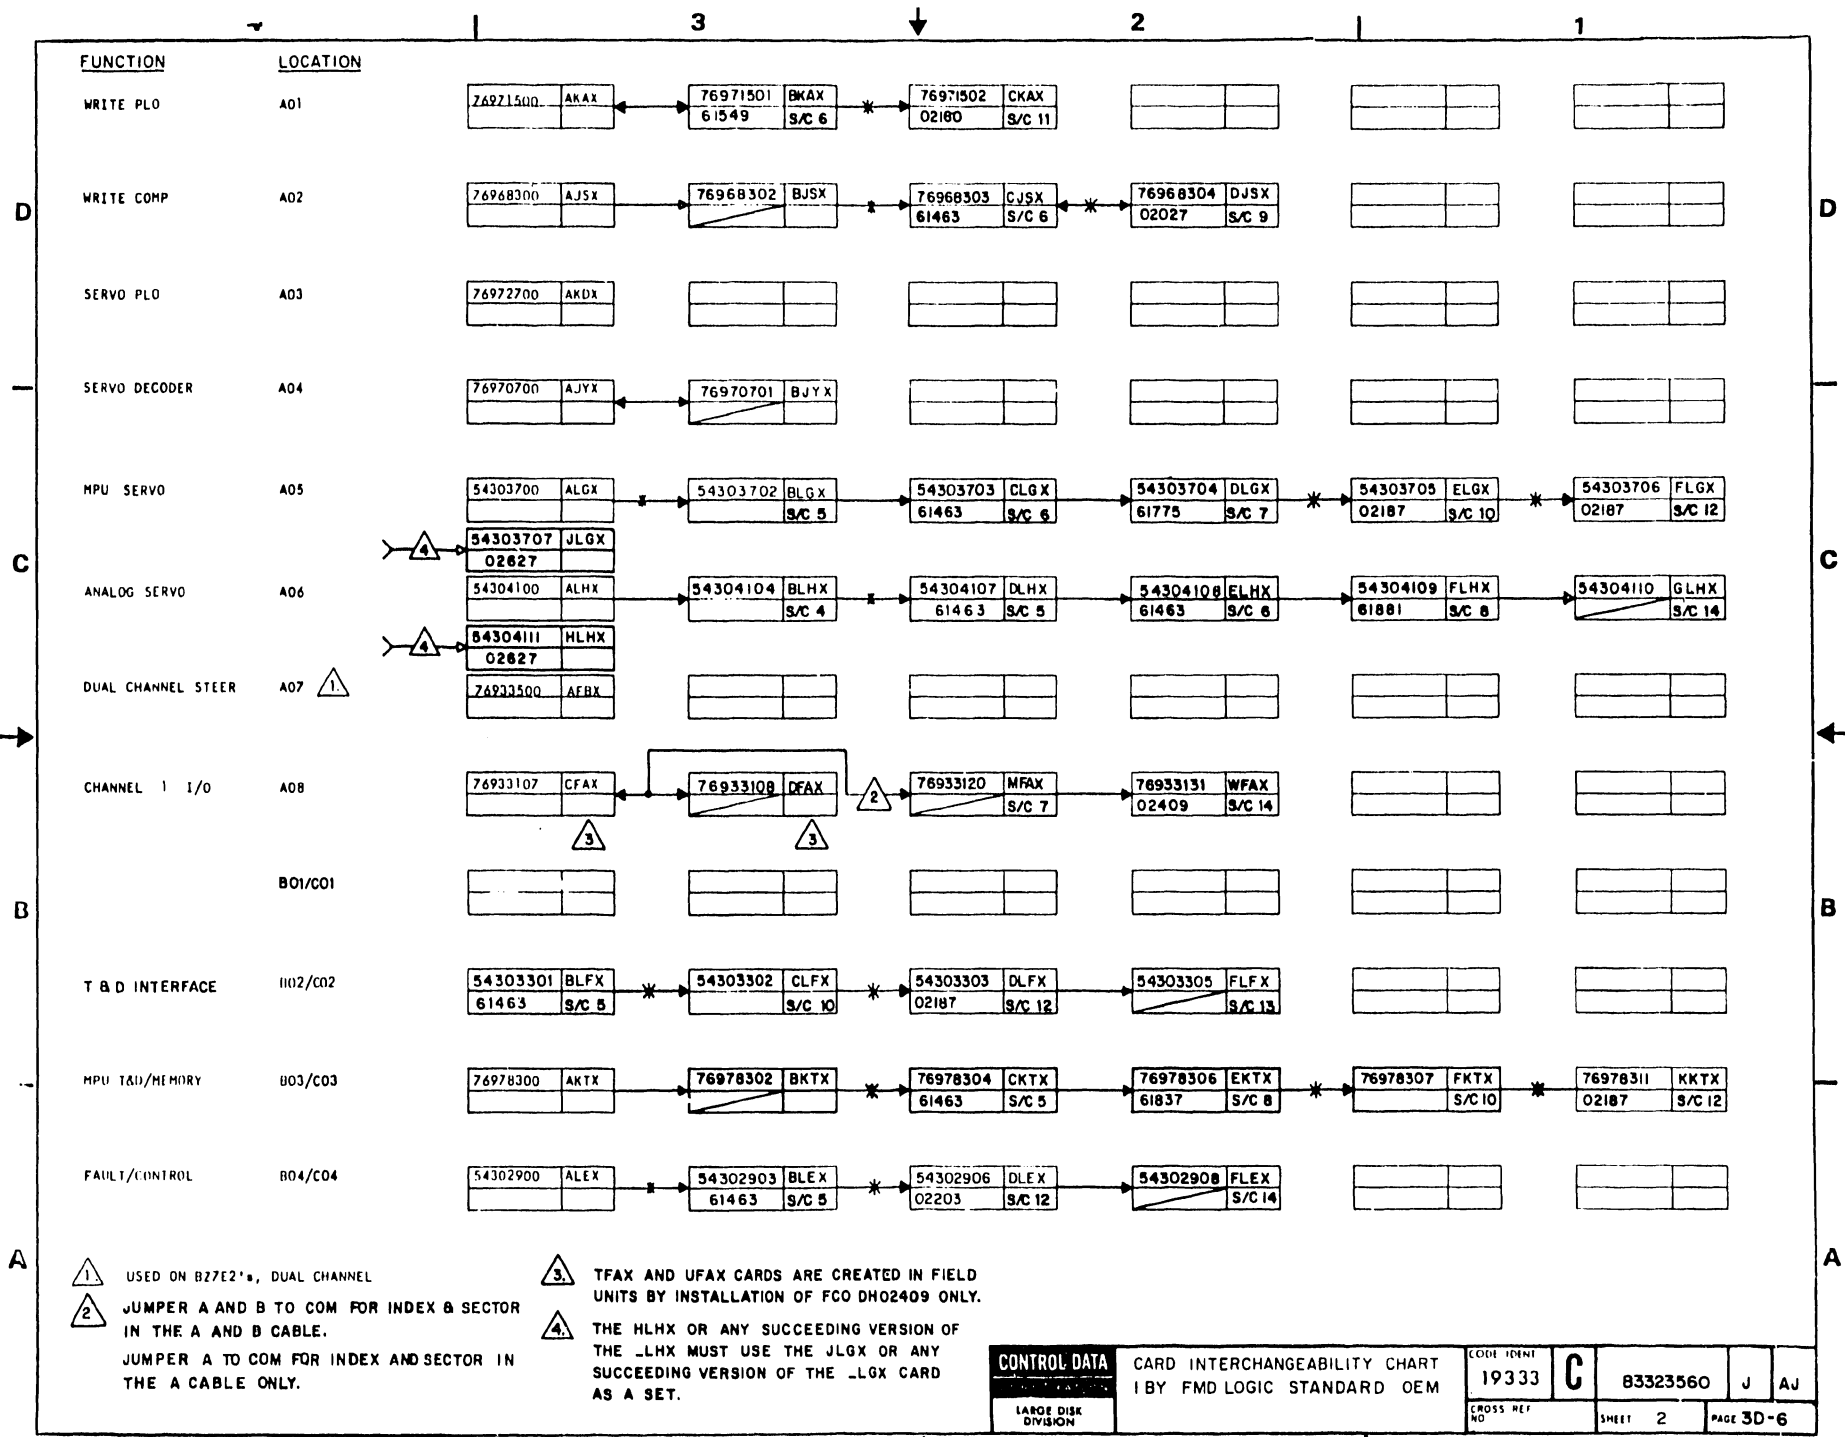 3 2 1
FUNCTION LOCATION
WRITE PLO A01 76971500 AKAX 76971501 BKAX 76971502 CKAX
61549 S/C 6 02180 S/C 11
WRITE COMP A02 76968300 AJSX 76968302 BJSX 76968303 CJSX 76968304 DJSX
61463 S/C 6 02027 S/C 9
D D
SERVO PLO A03 76972700 AKDX
SERVO DECODER A04 76970700 AJYX 76970701 BJYX
MPU SERVO A05 54303700 ALGX 54303702 BLGX 54303703 CLGX 54303704 DLGX 54303705 ELGX 54303706 FLGX
S/C 5 61463 S/C 6 61775 S/C 7 02187 S/C 10 02187 S/C 12
4 54303707 JLGX
02627
C C
ANALOG SERVO A06 54304100 ALHX 54304104 BLHX 54304107 DLHX 54304108 ELHX 54304109 FLHX 54304110 GLHX
S/C 4 61463 S/C 5 61463 S/C 6 61881 S/C 8 S/C 14
4 54304111 HLHX
02627
DUAL CHANNEL STEER A07 1. 76933500 AFBX
CHANNEL 1 I/O A08 76933107 CFAX 76933108 DFAX 2 76933120 MFAX 76933131 WFAX
S/C 7 02409 S/C 14
3 3
B01/C01
B B
T & D INTERFACE B02/C02 54303301 BLFX 54303302 CLFX 54303303 DLFX 54303305 FLFX
61463 S/C 5 S/C 10 02187 S/C 12 S/C 13
MPU T&D/MEMORY B03/C03 76978300 AKTX 76978302 BKTX 76978304 CKTX 76978306 EKTX 76978307 FKTX 76978311 KKTX
61463 S/C 5 61837 S/C 8 S/C 10 02187 S/C 12
FAULT/CONTROL B04/C04 54302900 ALEX 54302903 BLEX 54302906 DLEX 54302908 FLEX
61463 S/C 5 02203 S/C 12 S/C 14
A A
1. USED ON BZ7E2's, DUAL CHANNEL
2 JUMPER A AND B TO COM FOR INDEX & SECTOR
IN THE A AND B CABLE.
JUMPER A TO COM FOR INDEX AND SECTOR IN
THE A CABLE ONLY.
3. TFAX AND UFAX CARDS ARE CREATED IN FIELD
UNITS BY INSTALLATION OF FCO DH02409 ONLY.
4. THE HLHX OR ANY SUCCEEDING VERSION OF
THE _LHX MUST USE THE JLGX OR ANY
SUCCEEDING VERSION OF THE _LGX CARD
AS A SET.
CONTROL DATA
LARGE DISK
DIVISION
CARD INTERCHANGEABILITY CHART
1 BY FMD LOGIC STANDARD OEM
CODE IDENT
19333 C 83323560 J AJ
CROSS REF
NO
SHEET 2 PAGE 3D-6